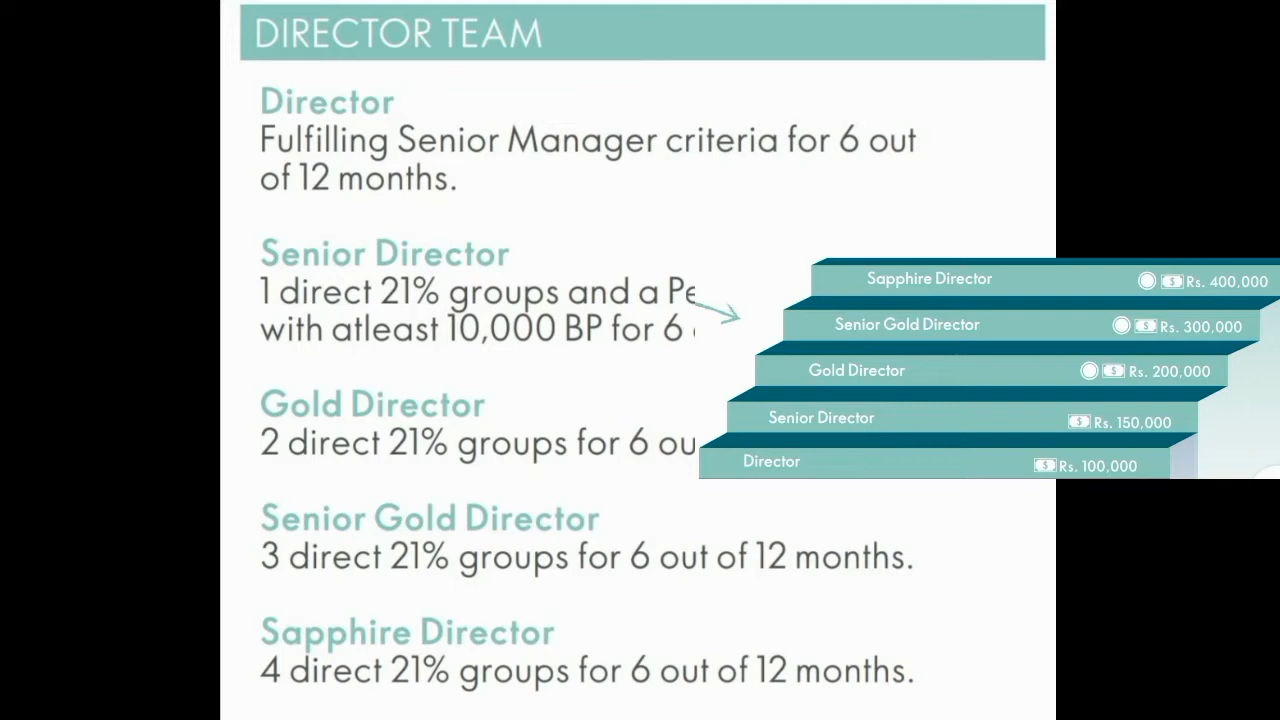 DIRECTOR TEAM
Director
Fulfilling Senior Manager criteria for 6 out
of 12 months.
Senior Director
1 direct 21% groups and a
with atleast 10,000 BP for 6
Gold Director
2 direct 21% groups for 6
Senior Gold Director
3 direct 21% groups for 6 out of 12 months.
Sapphire Director
4 direct 21% groups for 6 out of 12 months.
Sapphire Director Rs. 400,000
Senior Gold Director Rs. 300,000
Gold Director Rs. 200,000
Senior Director Rs. 150,000
Director Rs. 100,000